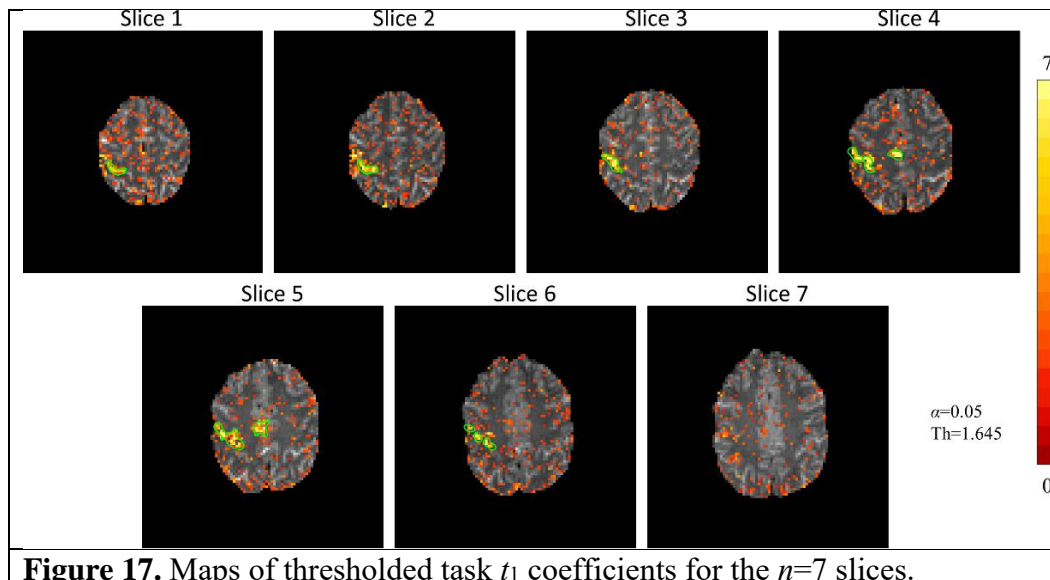 Slice 1 Slice 2 Slice 3 Slice 4
7
Slice 5 Slice 6 Slice 7
α=0.05
Th=1.645
0
Figure 17. Maps of thresholded task t₁ coefficients for the n=7 slices.